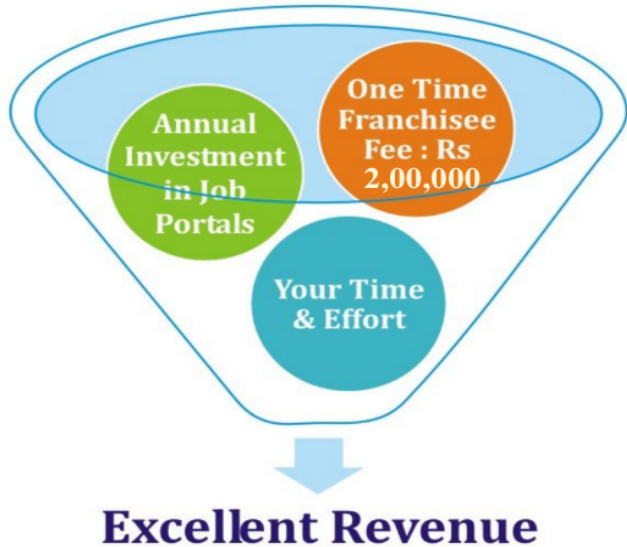 Annual
Investment
in Job
Portals
One Time
Franchisee
Fee : Rs
2,00,000
Your Time
& Effort
Excellent Revenue